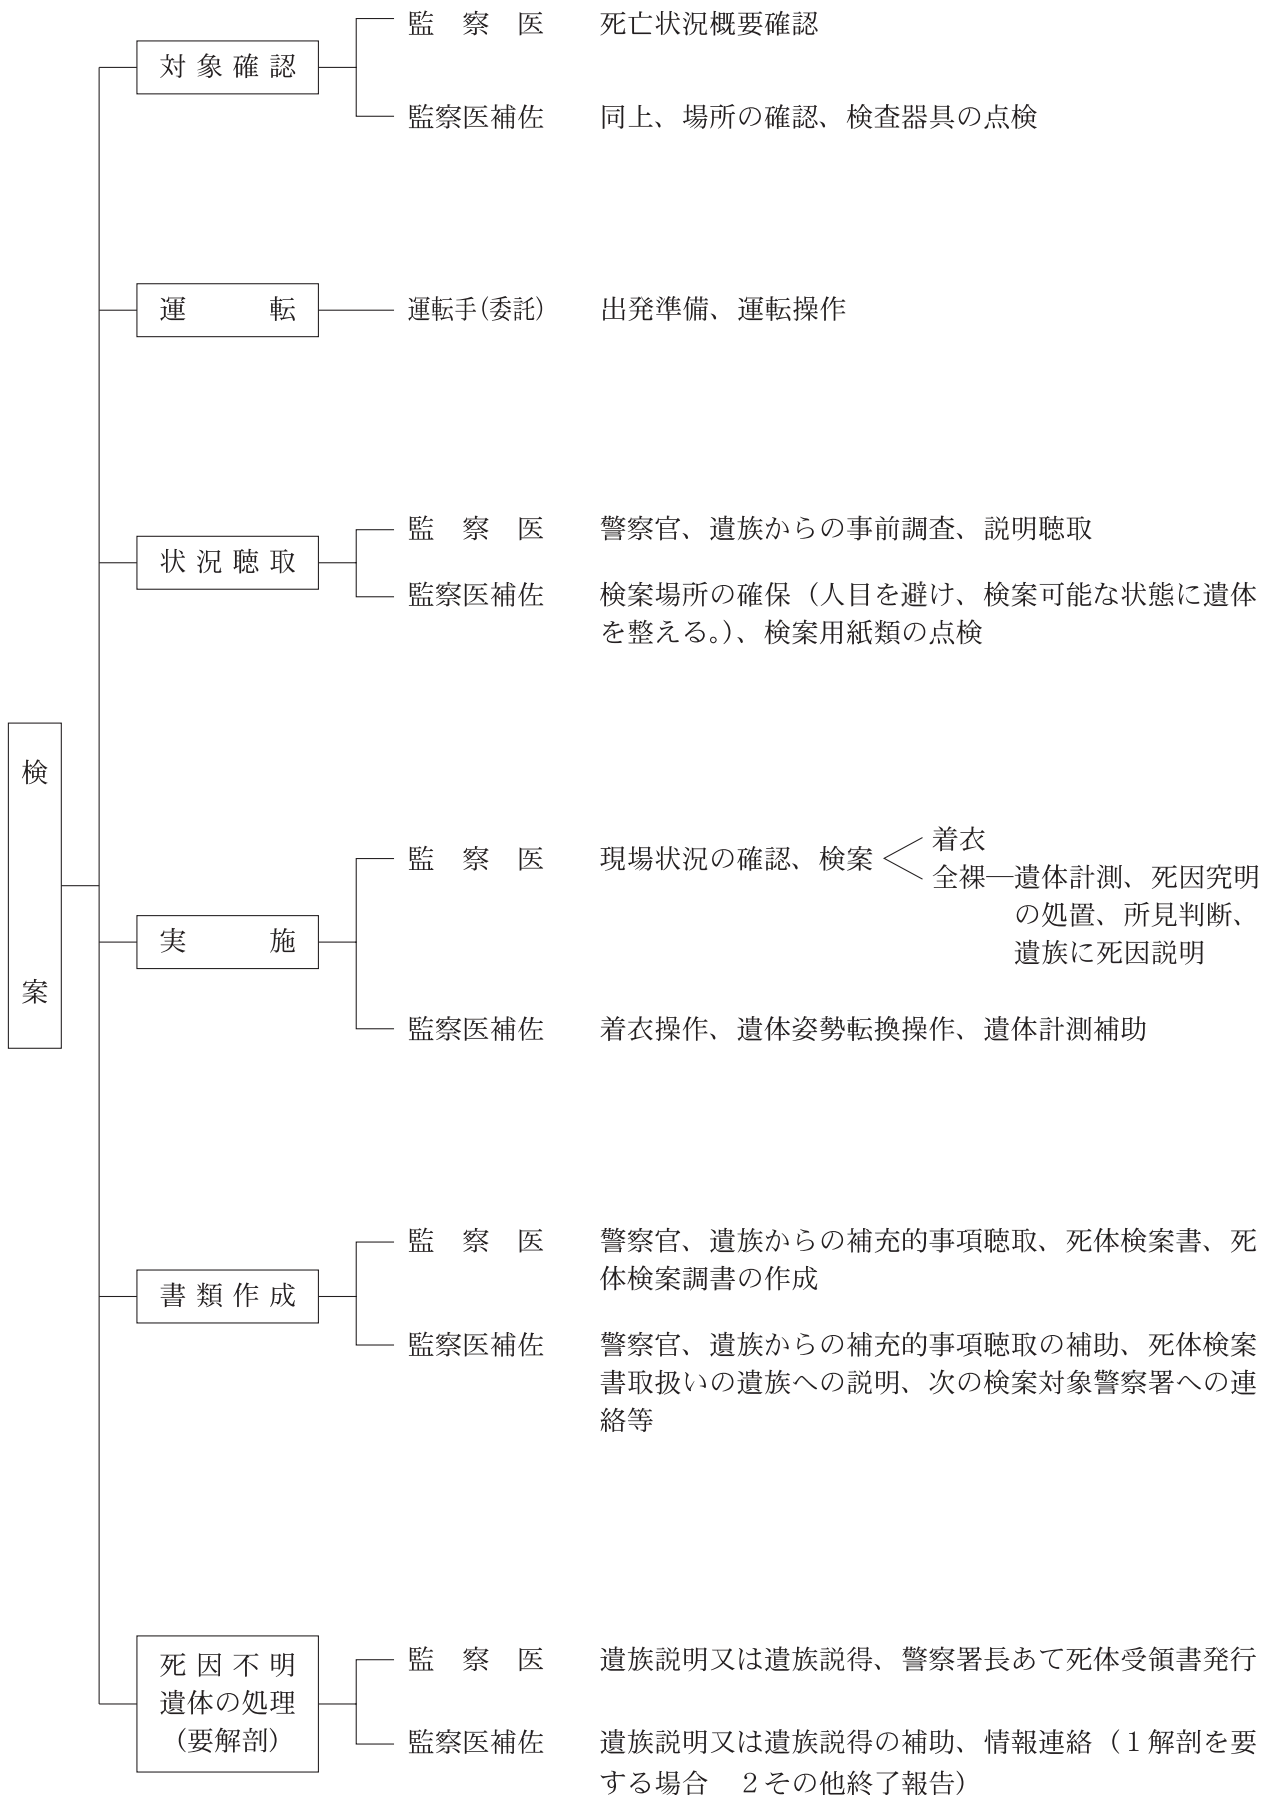 検案
対象確認
監察医 死亡状況概要確認
監察医補佐 同上、場所の確認、検査器具の点検
運転
運転手(委託) 出発準備、運転操作
状況聴取
監察医 警察官、遺族からの事前調査、説明聴取
監察医補佐 検案場所の確保（人目を避け、検案可能な状態に遺体
を整える。）、検案用紙類の点検
実施
監察医 現場状況の確認、検案
着衣
全裸―遺体計測、死因究明
の処置、所見判断、
遺族に死因説明
監察医補佐 着衣操作、遺体姿勢転換操作、遺体計測補助
書類作成
監察医 警察官、遺族からの補充的事項聴取、死体検案書、死
体検案調書の作成
監察医補佐 警察官、遺族からの補充的事項聴取の補助、死体検案
書取扱いの遺族への説明、次の検案対象警察署への連
絡等
死因不明
遺体の処理
（要解剖）
監察医 遺族説明又は遺族説得、警察署長あて死体受領書発行
監察医補佐 遺族説明又は遺族説得の補助、情報連絡（１解剖を要
する場合　２その他終了報告）